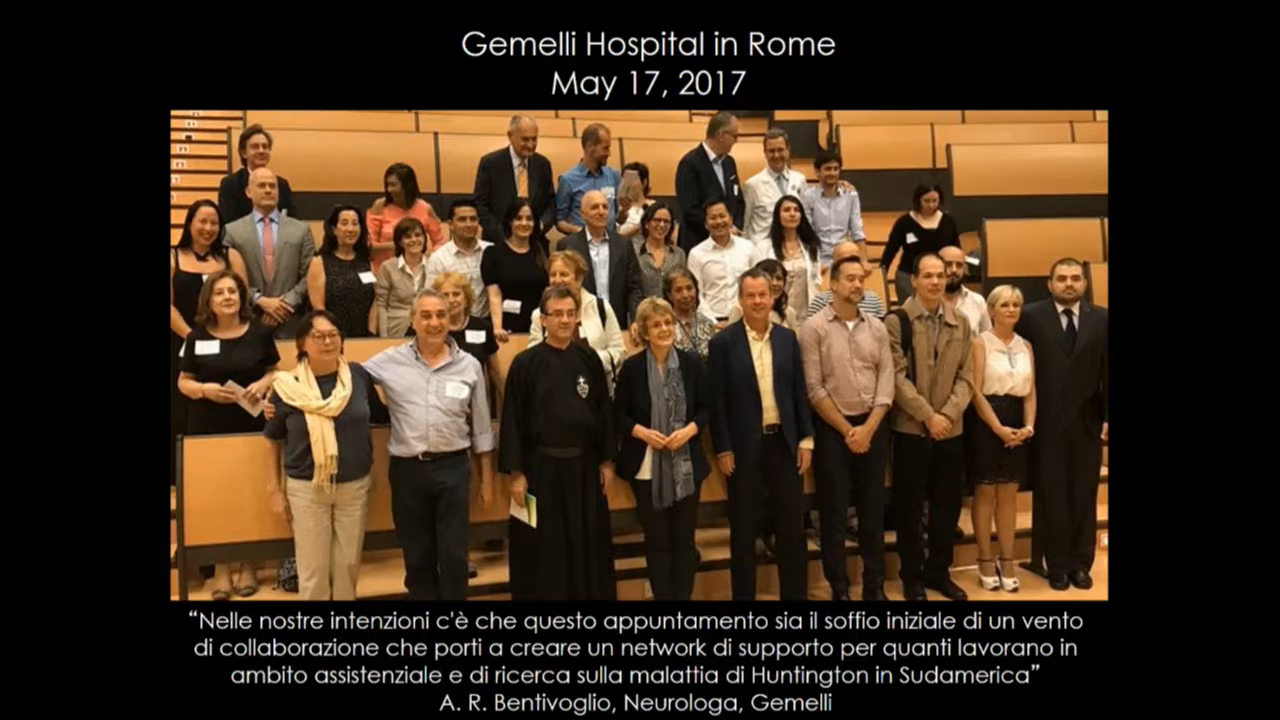 Gemelli Hospital in Rome
May 17, 2017
“Nelle nostre intenzioni c'è che questo appuntamento sia il soffio iniziale di un vento
di collaborazione che porti a creare un network di supporto per quanti lavorano in
ambito assistenziale e di ricerca sulla malattia di Huntington in Sudamerica”
A. R. Bentivoglio, Neurologa, Gemelli